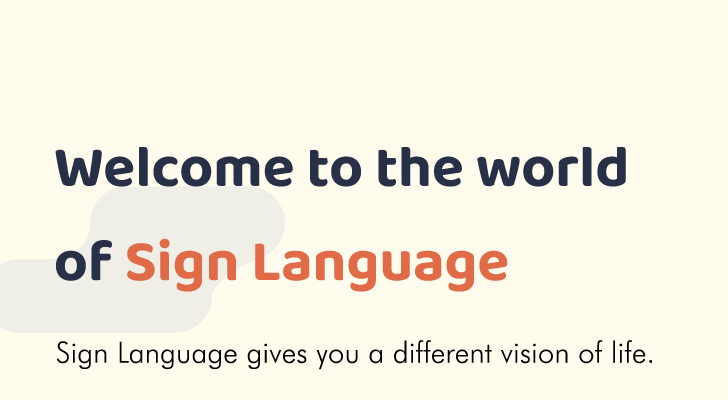 Welcome to the world
of Sign Language
Sign Language gives you a different vision of life.